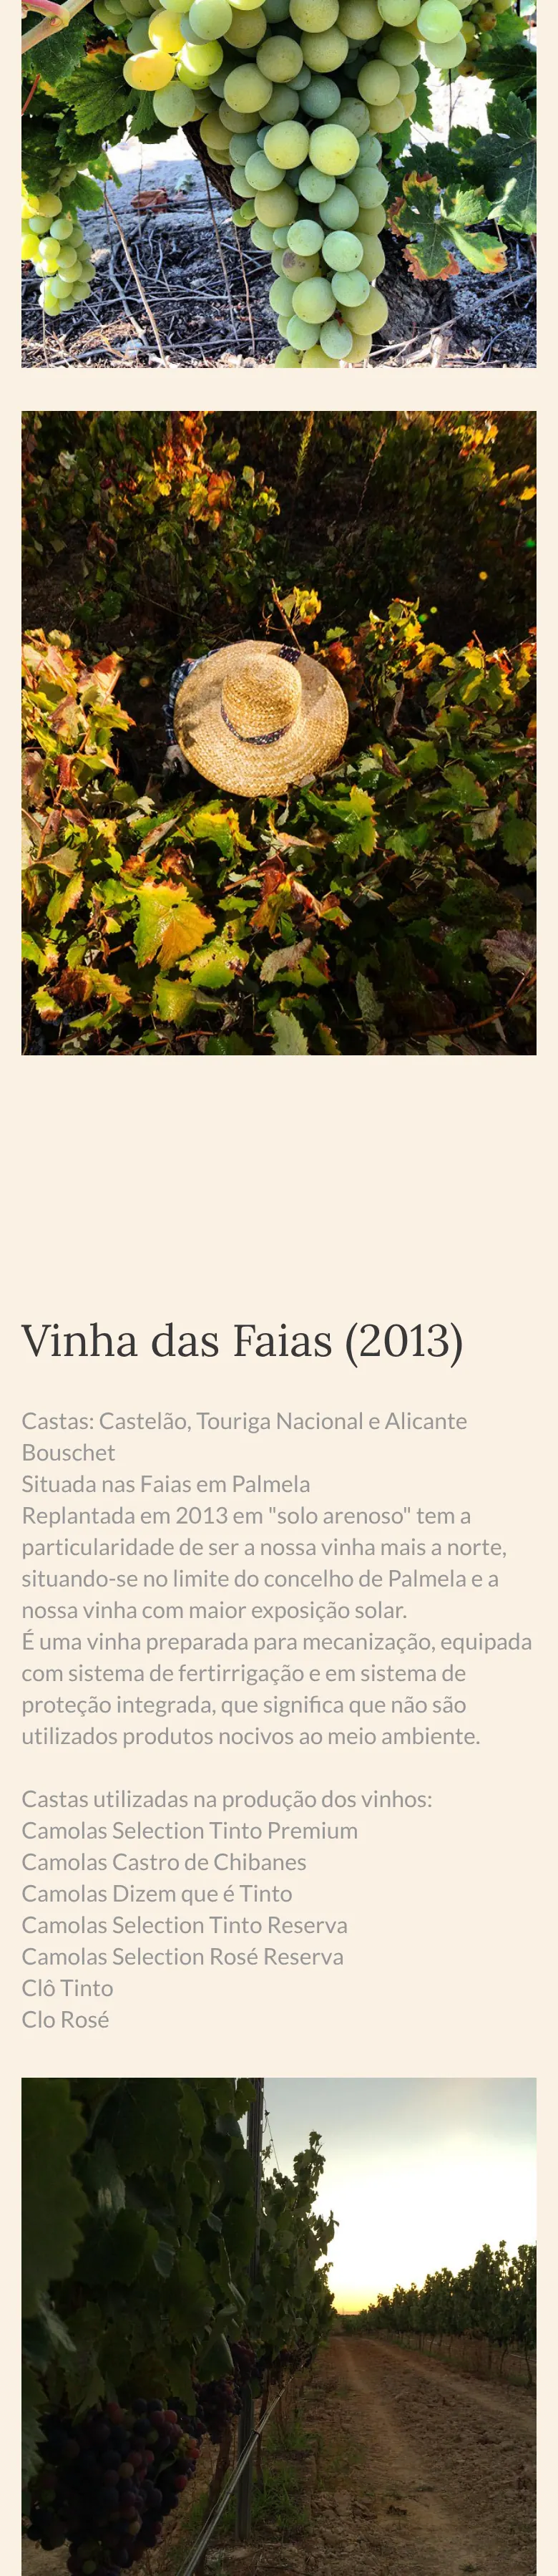 Vinha das Faias (2013)
Castas: Castelão, Touriga Nacional e Alicante
Bouschet
Situada nas Faias em Palmela
Replantada em 2013 em "solo arenoso" tem a
particularidade de ser a nossa vinha mais a norte,
situando-se no limite do concelho de Palmela e a
nossa vinha com maior exposição solar.
É uma vinha preparada para mecanização, equipada
com sistema de fertirrigação e em sistema de
proteção integrada, que significa que não são
utilizados produtos nocivos ao meio ambiente.
Castas utilizadas na produção dos vinhos:
Camolas Selection Tinto Premium
Camolas Castro de Chibanes
Camolas Dizem que é Tinto
Camolas Selection Tinto Reserva
Camolas Selection Rosé Reserva
Clô Tinto
Clo Rosé